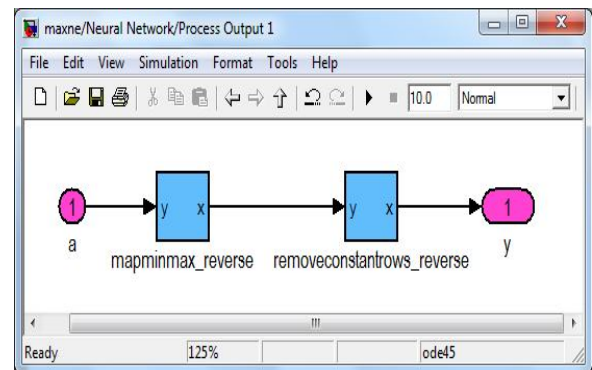 maxne/Neural Network/Process Output 1
File Edit View Simulation Format Tools Help
10.0 Normal
1 y x y x 1
a mapminmax_reverse removeconstantrows_reverse y
Ready 125% ode45